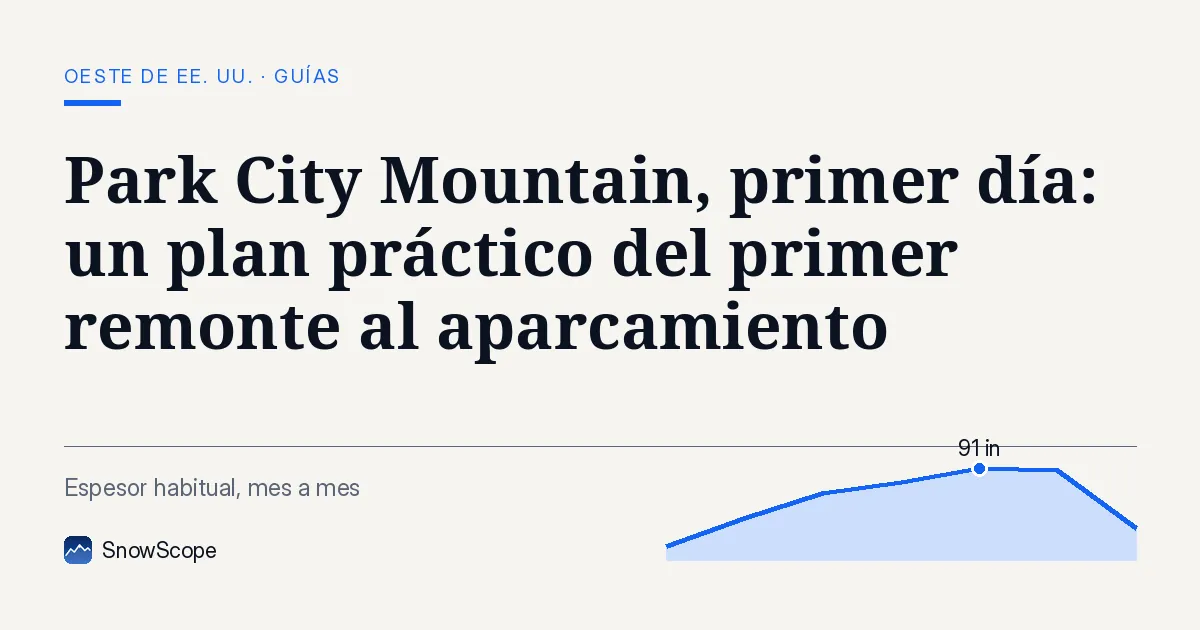 OESTE DE EE. UU. · GUÍAS
Park City Mountain, primer día:
un plan práctico del primer
remonte al aparcamiento
91 in
Espesor habitual, mes a mes
SnowScope